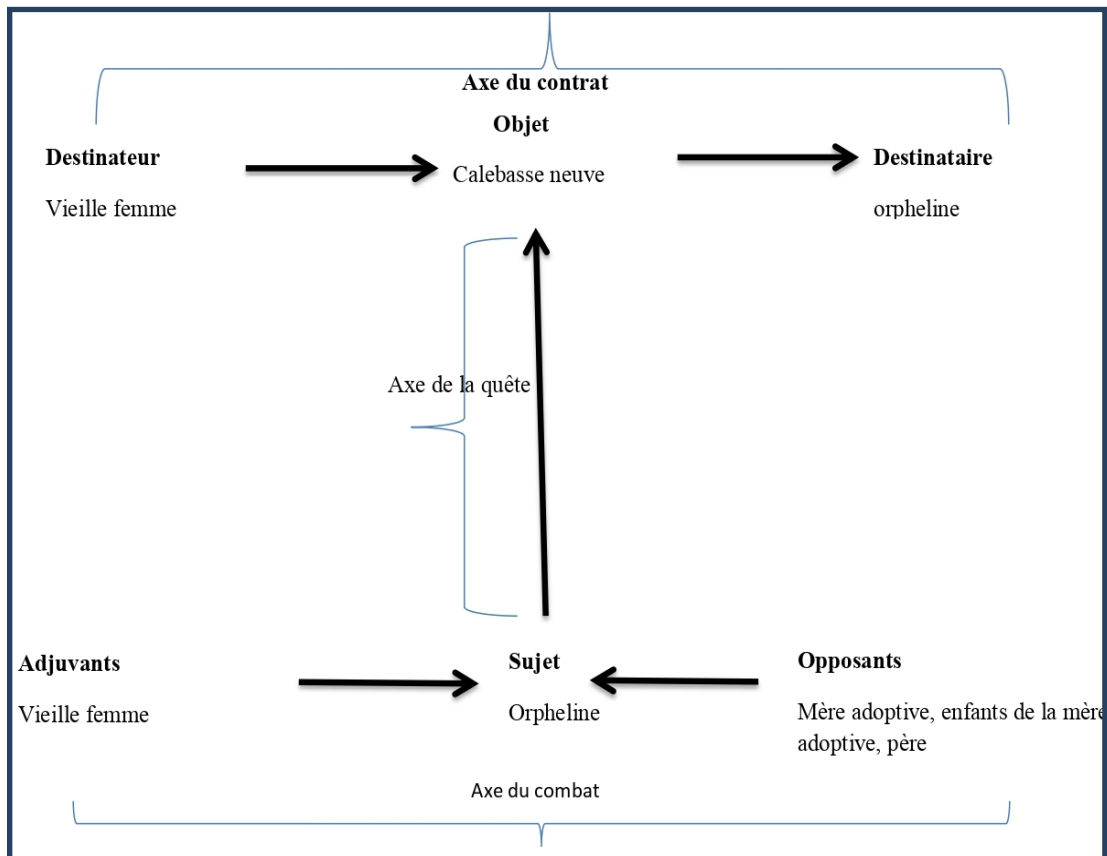 Axe du contrat
Objet
Destinateur
Calebasse neuve
Destinataire
Vieille femme
orpheline
Axe de la quête
Adjuvants
Sujet
Opposants
Vieille femme
Orpheline
Mère adoptive, enfants de la mère
adoptive, père
Axe du combat